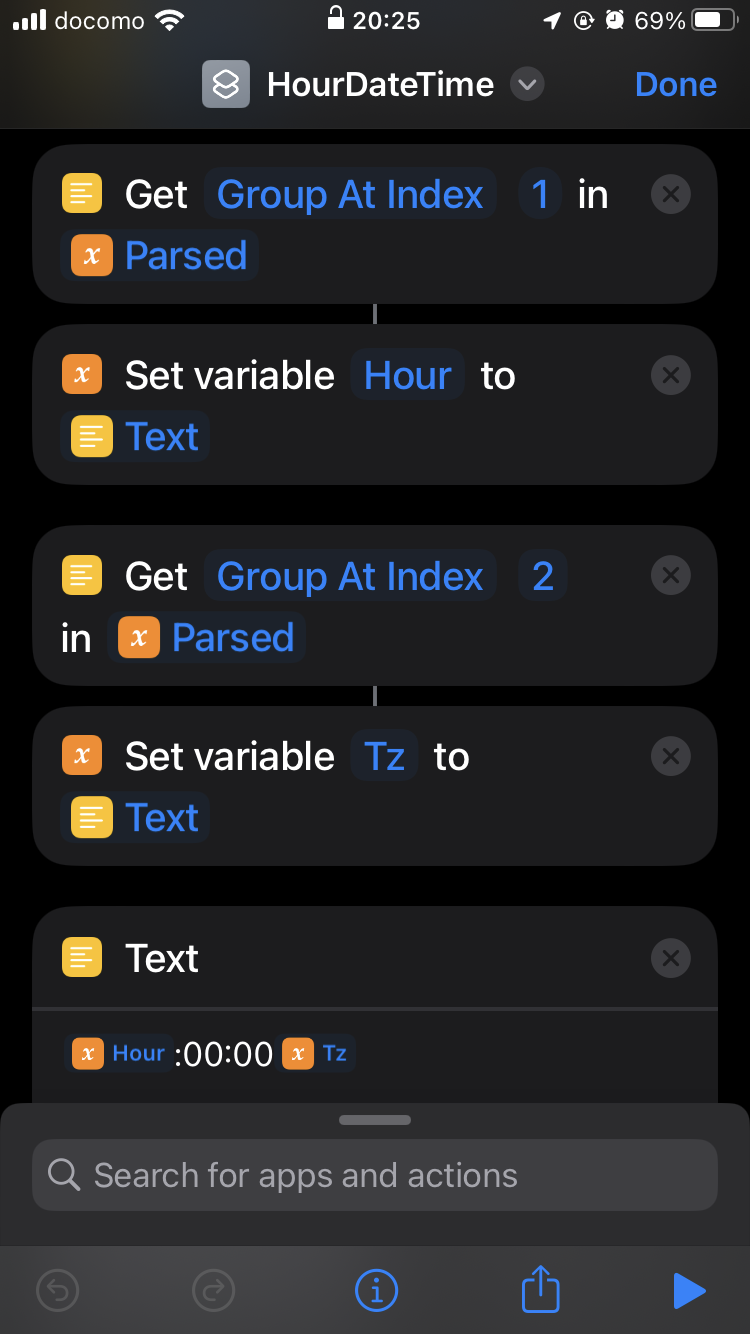 docomo 20:25 69%
HourDateTime Done
Get Group At Index 1 in
x Parsed
x Set variable Hour to
Text
Get Group At Index 2
in x Parsed
x Set variable Tz to
Text
Text
x Hour :00:00 x Tz
Search for apps and actions